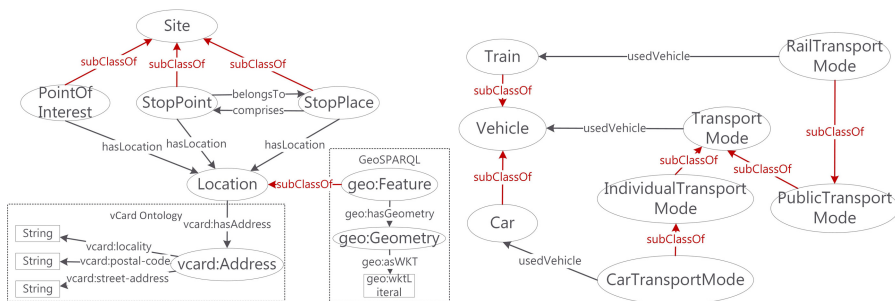 Site
subClassOf
subClassOf
subClassOf
PointOf
Interest
StopPoint
belongsTo
comprises
StopPlace
hasLocation
hasLocation
hasLocation
Location
subClassOf
GeoSPARQL
geo:Feature
geo:hasGeometry
geo:Geometry
geo:asWKT
geo:wktL
iteral
vCard Ontology
vcard:hasAddress
String
vcard:locality
String
vcard:postal-code
vcard:Address
String
vcard:street-address
Train
usedVehicle
RailTransport
Mode
subClassOf
Vehicle
usedVehicle
Transport
Mode
subClassOf
subClassOf
subClassOf
subClassOf
IndividualTransport
Mode
PublicTransport
Mode
Car
subClassOf
usedVehicle
CarTransportMode